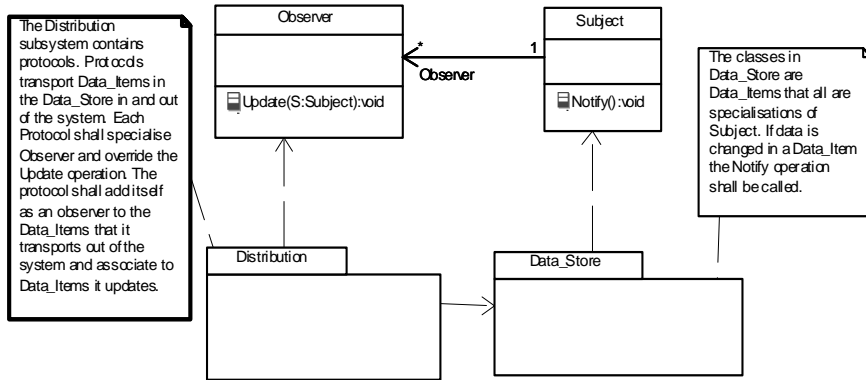 The Distribution
subsystem contains
protocols. Protocols
transport Data_Items in
the Data_Store in and out
of the system. Each
Protocol shall specialise
Observer and override the
Update operation. The
protocol shall add itself
as an observer to the
Data_Items that it
transports out of the
system and associate to
Data_Items it updates.
Observer
Update(S:Subject):void
*
1
Observer
Subject
Notify():void
The classes in
Data_Store are
Data_Items that all are
specialisations of
Subject. If data is
changed in a Data_Item
the Notify operation
shall be called.
Distribution
Data_Store